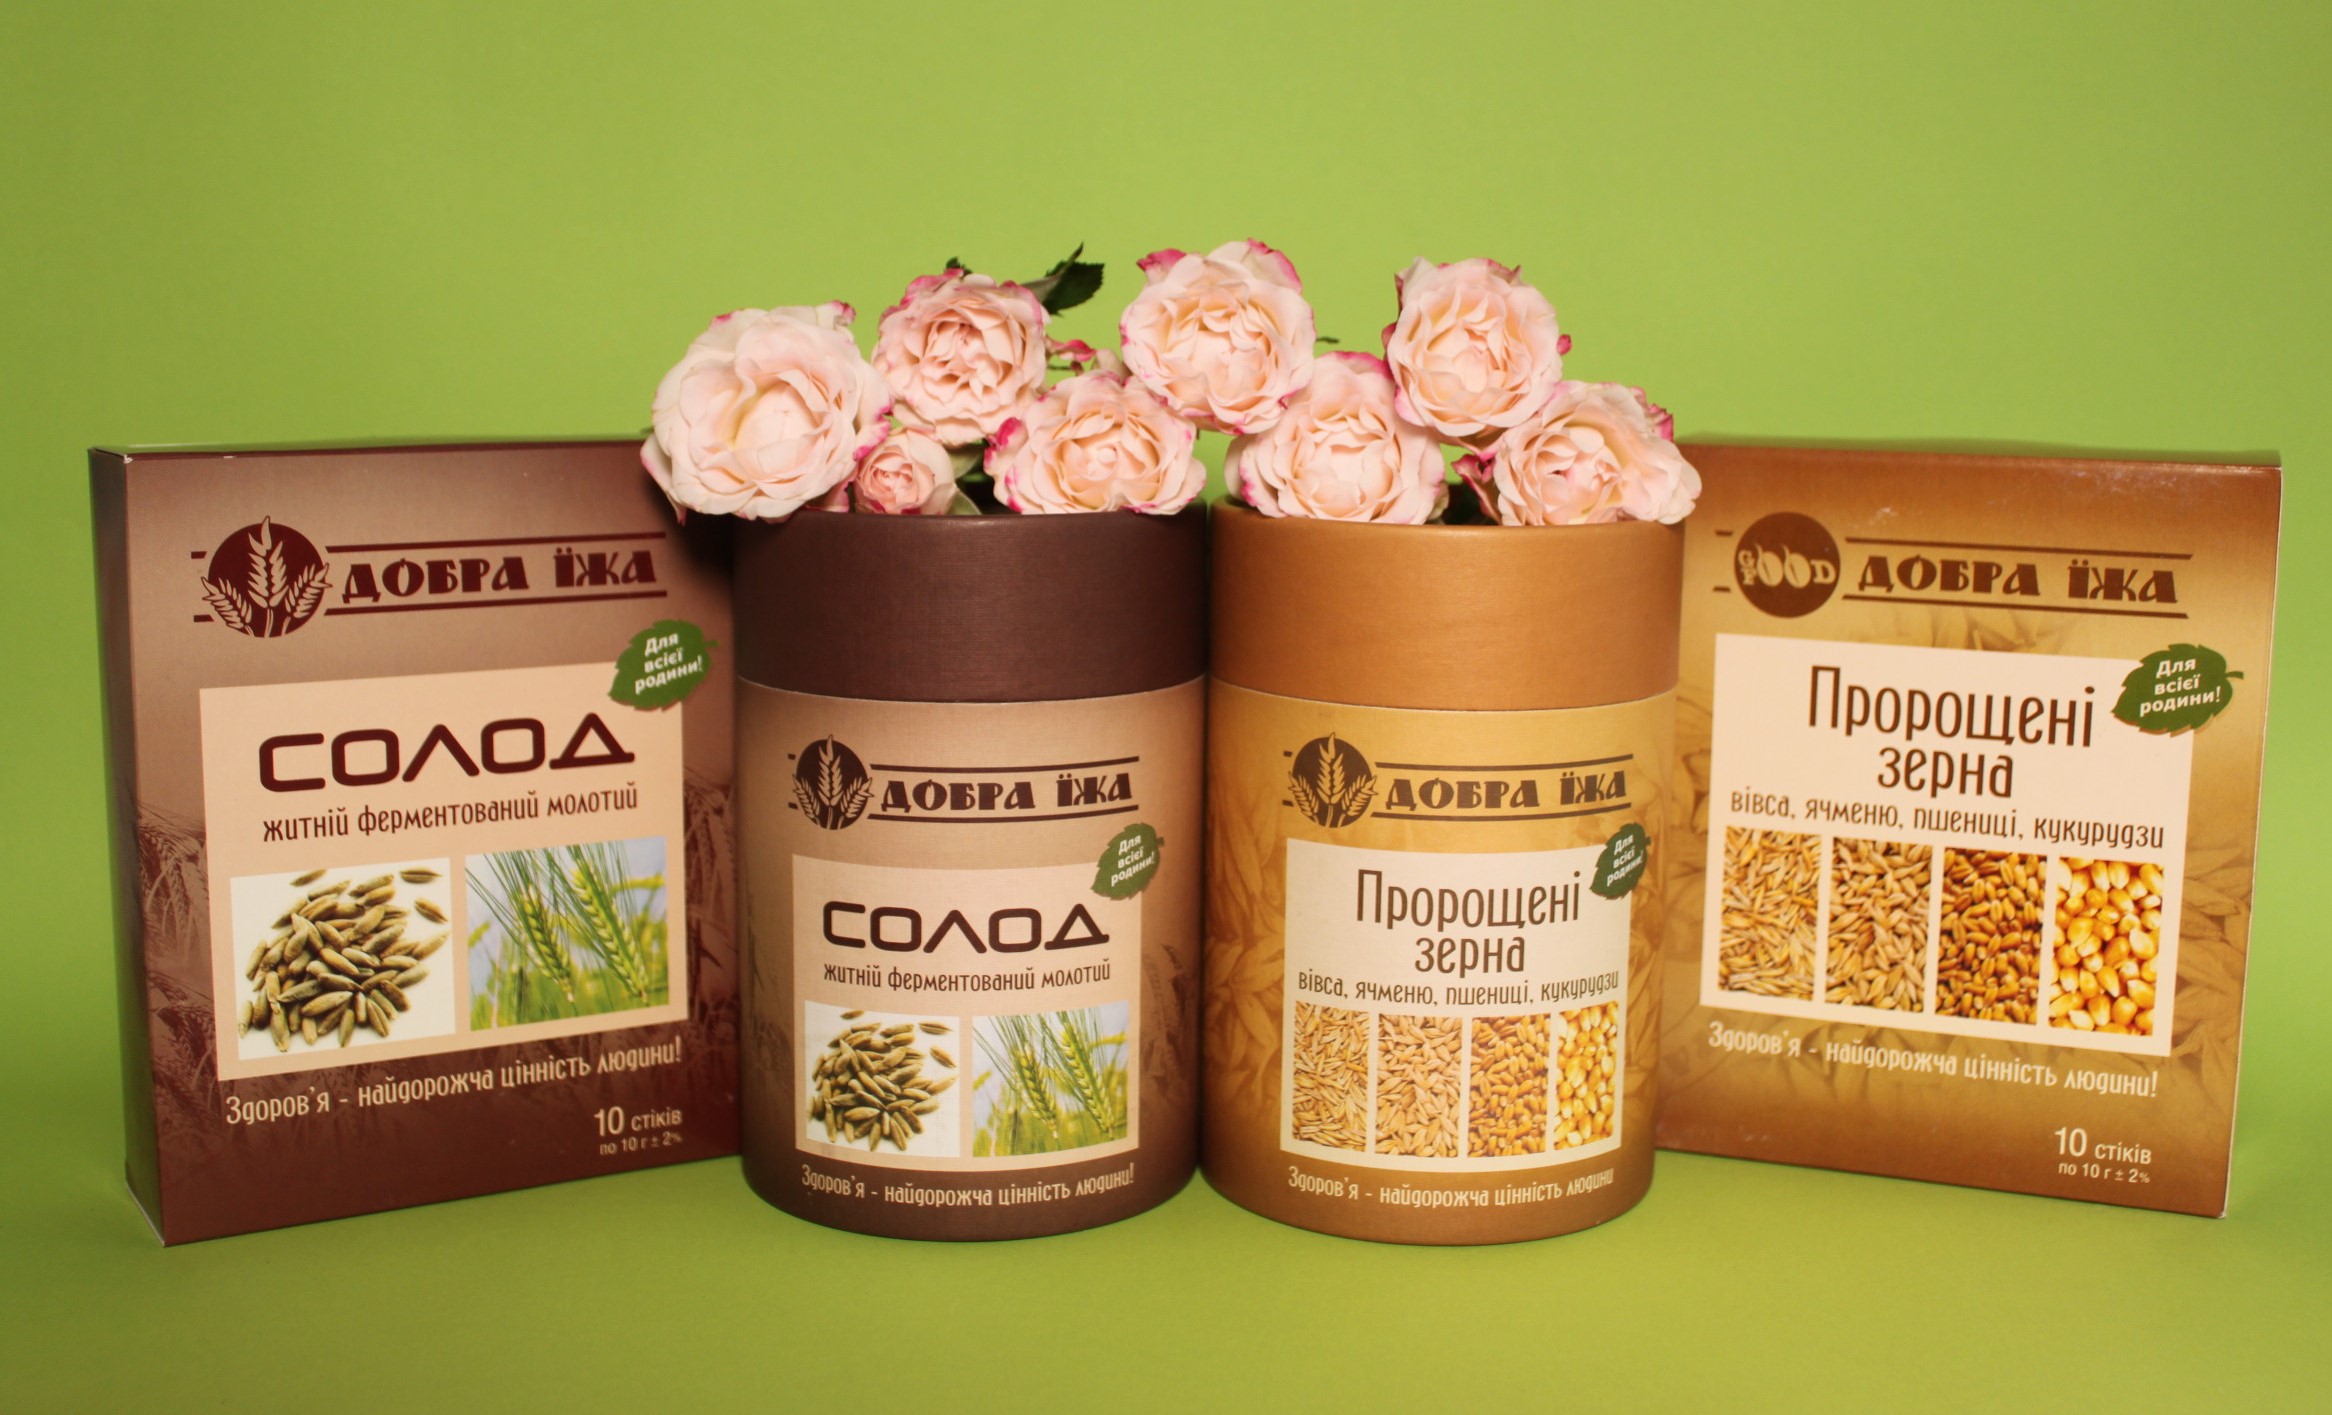 ДОБРА ЇЖА
Для
всієї
родини!
СОЛОД
житній ферментований молотий
Здоров'я - найдорожча цінність людини!
10 стіків
по 10 г ± 2%
ДОБРА ЇЖА
Для
всієї
родини!
СОЛОД
житній ферментований молотий
Здоров'я - найдорожча цінність людини!
ДОБРА ЇЖА
Для
всієї
родини!
Пророщені
зерна
вівса, ячменю, пшениці, кукурудзи
Здоров'я - найдорожча цінність людини
GOOD
FOOD
ДОБРА ЇЖА
Для
всієї
родини!
Пророщені
зерна
вівса, ячменю, пшениці, кукурудзи
Здоров'я - найдорожча цінність людини!
10 стіків
по 10 г ± 2%